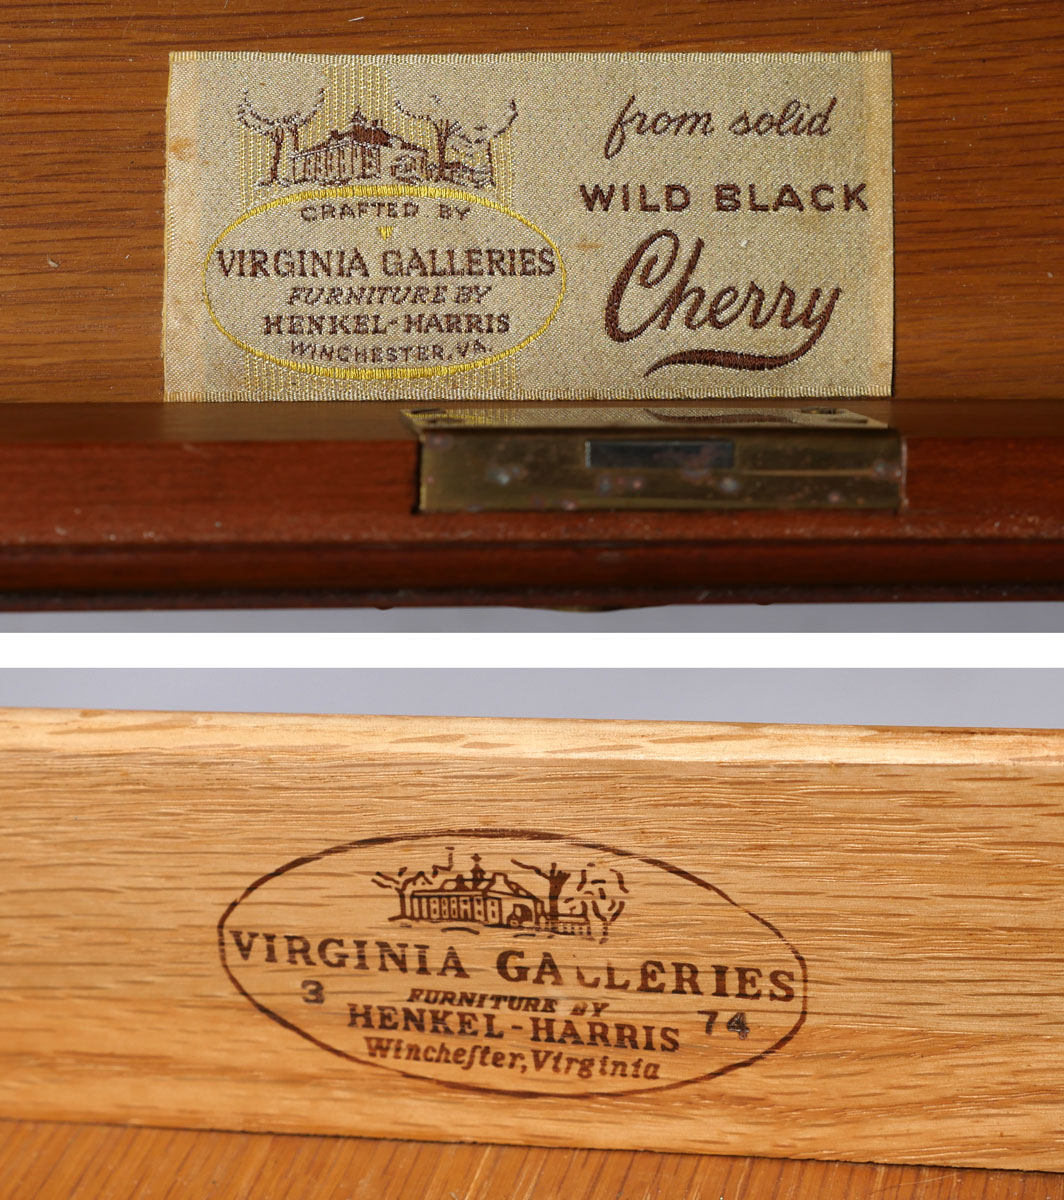 CRAFTED BY
VIRGINIA GALLERIES
FURNITURE BY
HENKEL-HARRIS
WINCHESTER, VA.
from solid
WILD BLACK
Cherry
VIRGINIA GALLERIES
3 FURNITURE BY 74
HENKEL-HARRIS
Wincheſter, Virginia